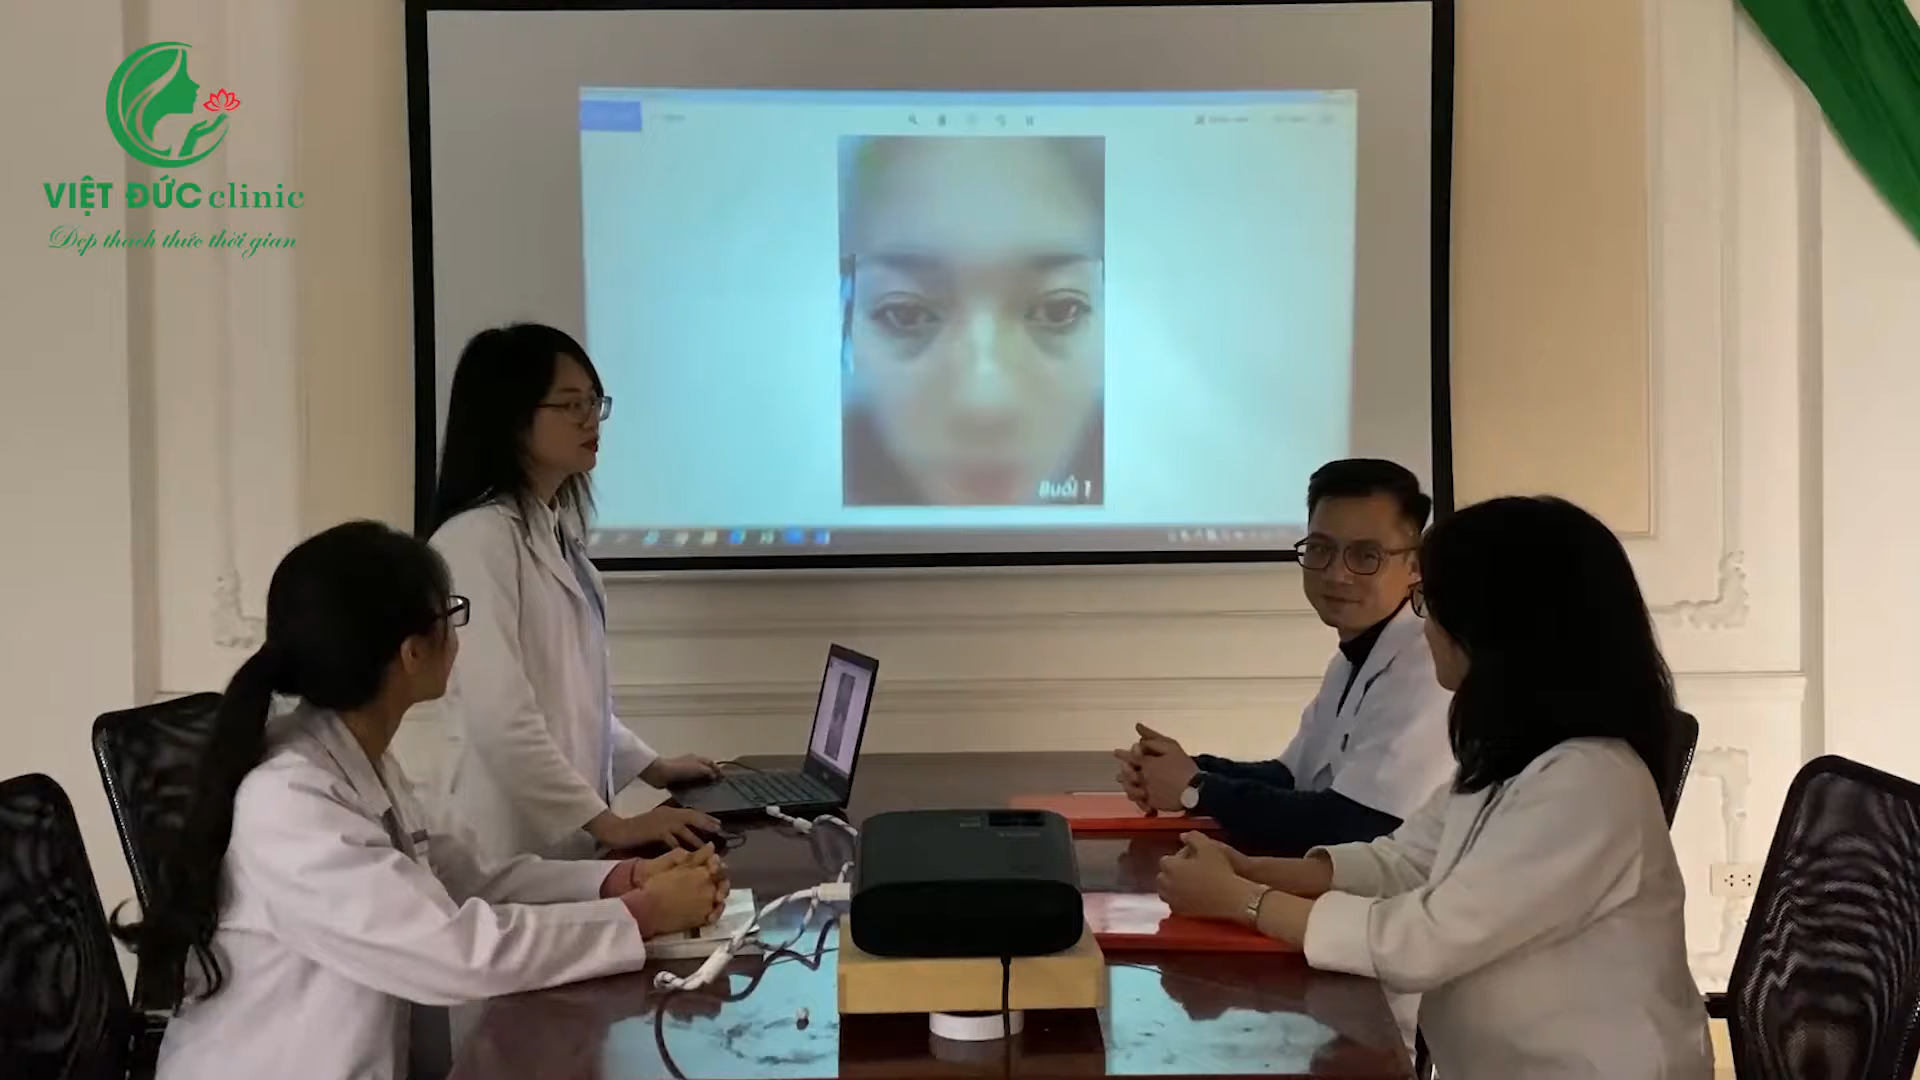 VIỆT ĐỨC clinic
Đẹp thách thức thời gian
Buổi 1